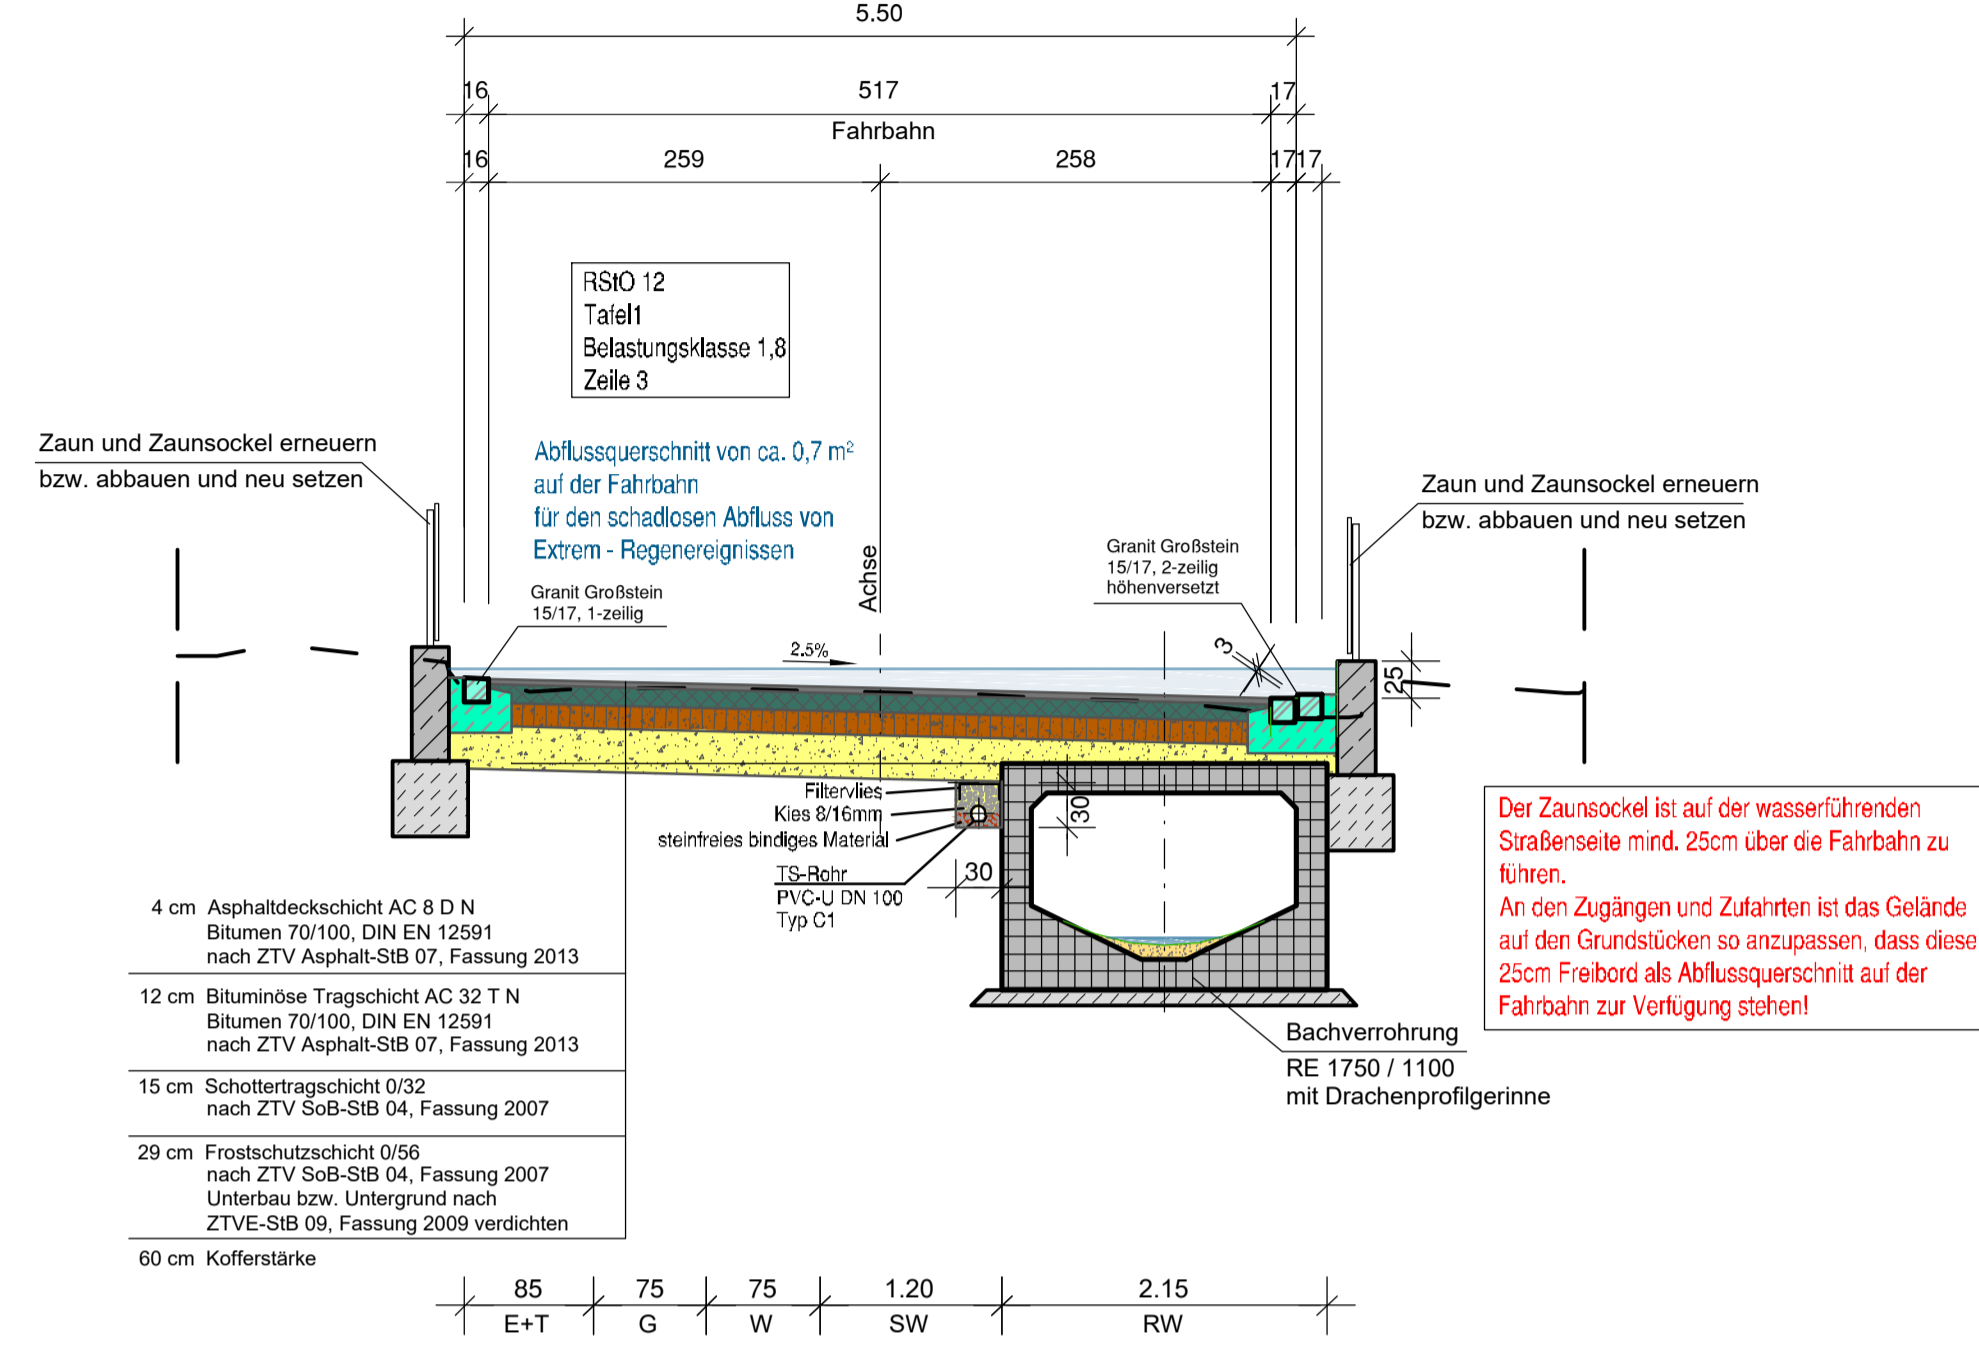 5.50
16 517 17
Fahrbahn
16 259 258 17 17
RStO 12
Tafel1
Belastungsklasse 1,8
Zeile 3
Zaun und Zaunsockel erneuern
bzw. abbauen und neu setzen
Abflussquerschnitt von ca. 0,7 m²
auf der Fahrbahn
für den schadlosen Abfluss von
Extrem - Regenereignissen
Zaun und Zaunsockel erneuern
bzw. abbauen und neu setzen
Achse
Granit Großstein
15/17, 1-zeilig
Granit Großstein
15/17, 2-zeilig
höhenversetzt
2.5%
3
25
Filtervlies
Kies 8/16mm
steinfreies bindiges Material
TS-Rohr
PVC-U DN 100
Typ C1
30
30
Der Zaunsockel ist auf der wasserführenden
Straßenseite mind. 25cm über die Fahrbahn zu
führen.
An den Zugängen und Zufahrten ist das Gelände
auf den Grundstücken so anzupassen, dass diese
25cm Freibord als Abflussquerschnitt auf der
Fahrbahn zur Verfügung stehen!
4 cm Asphaltdeckschicht AC 8 D N
Bitumen 70/100, DIN EN 12591
nach ZTV Asphalt-StB 07, Fassung 2013
12 cm Bituminöse Tragschicht AC 32 T N
Bitumen 70/100, DIN EN 12591
nach ZTV Asphalt-StB 07, Fassung 2013
15 cm Schottertragschicht 0/32
nach ZTV SoB-StB 04, Fassung 2007
29 cm Frostschutzschicht 0/56
nach ZTV SoB-StB 04, Fassung 2007
Unterbau bzw. Untergrund nach
ZTVE-StB 09, Fassung 2009 verdichten
60 cm Kofferstärke
Bachverrohrung
RE 1750 / 1100
mit Drachenprofilgerinne
85 75 75 1.20 2.15
E+T G W SW RW